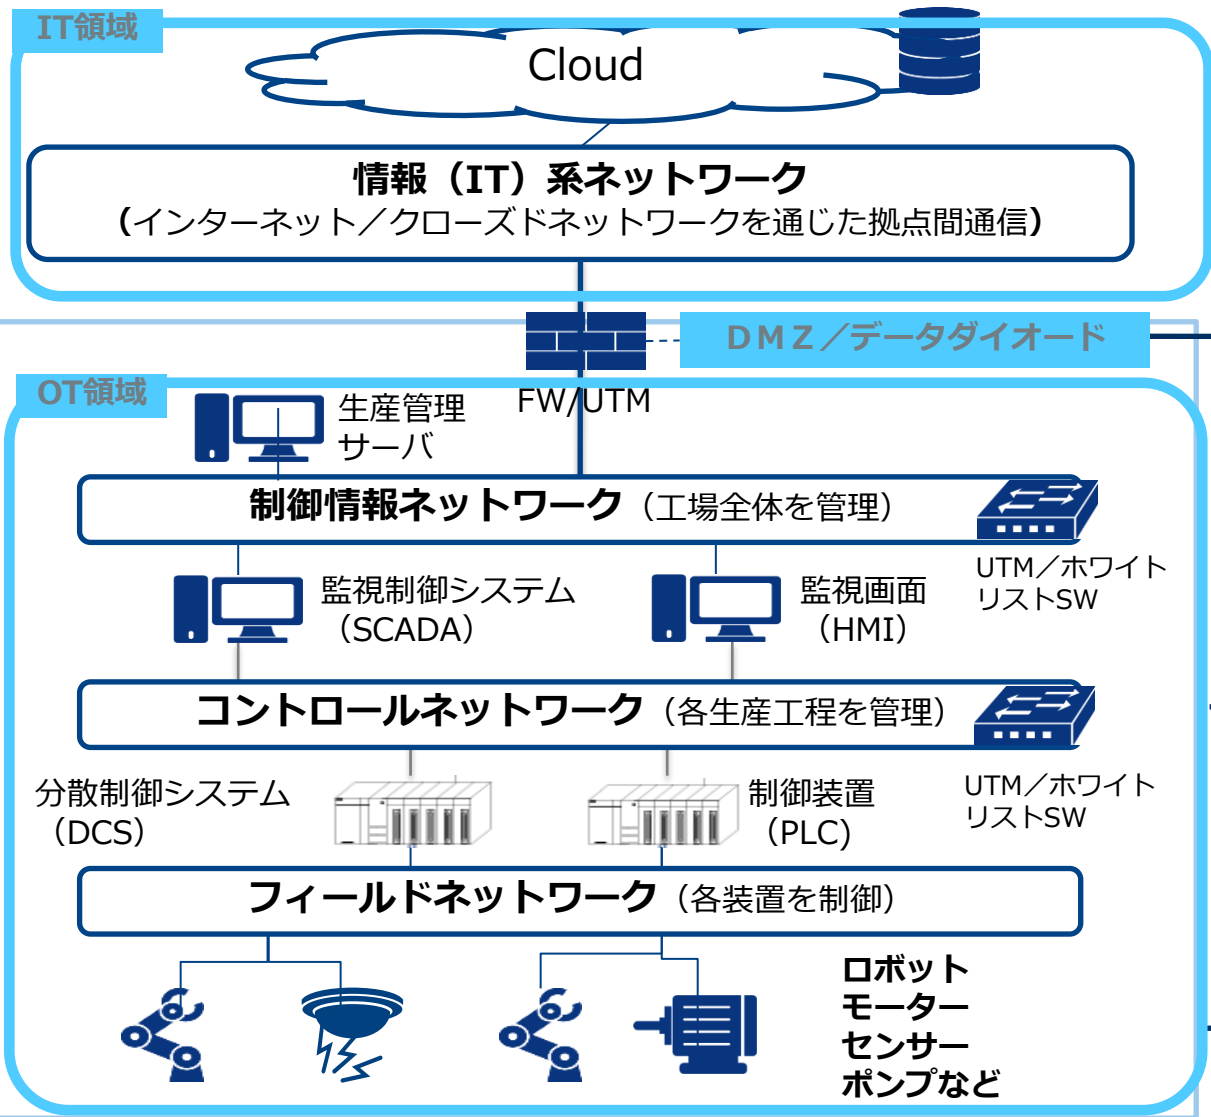 IT領域
Cloud
情報（IT）系ネットワーク
（インターネット／クローズドネットワークを通じた拠点間通信）
ＤＭＺ／データダイオード
OT領域
FW/UTM
生産管理
サーバ
制御情報ネットワーク（工場全体を管理）
UTM／ホワイト
リストSW
監視制御システム
（SCADA）
監視画面
（HMI）
コントロールネットワーク（各生産工程を管理）
UTM／ホワイト
リストSW
分散制御システム
（DCS）
制御装置
（PLC)
フィールドネットワーク（各装置を制御）
ロボット
モーター
センサー
ポンプなど